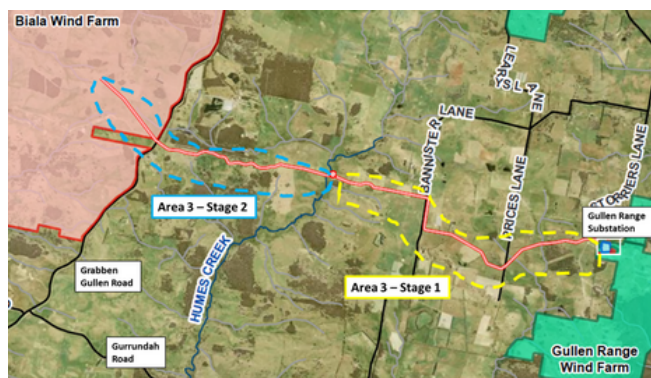 Biala Wind Farm
LEARYS LANE
BANNISTER LANE
PRICES LANE
STORRIERS LANE
Gullen Range
Substation
Area 3 – Stage 2
HUMES CREEK
Area 3 – Stage 1
Grabben
Gullen Road
Gurrundah
Road
Gullen Range
Wind Farm